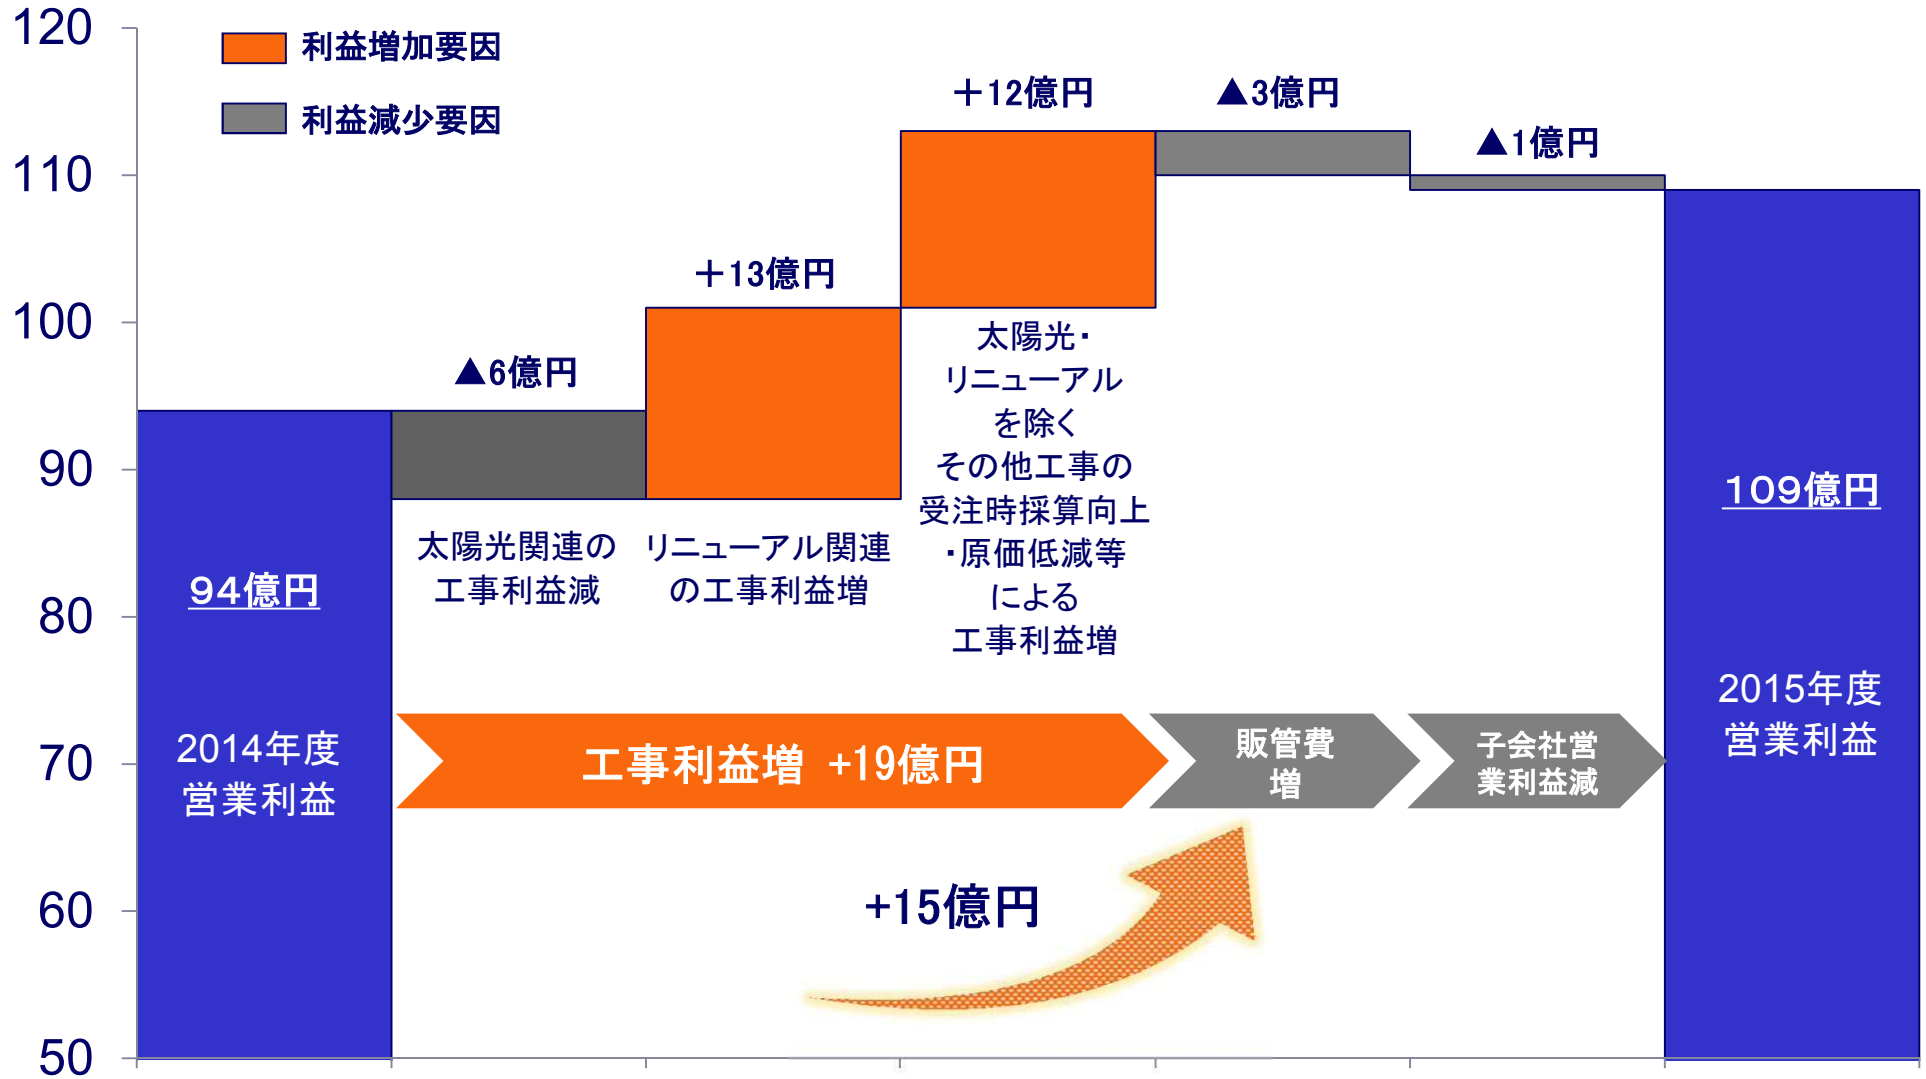 120
110
100
90
80
70
60
50
利益増加要因
利益減少要因
94億円
2014年度
営業利益
▲6億円
太陽光関連の
工事利益減
＋13億円
リニューアル関連
の工事利益増
＋12億円
太陽光・
リニューアル
を除く
その他工事の
受注時採算向上
・原価低減等
による
工事利益増
▲3億円
▲1億円
工事利益増 +19億円
販管費
増
子会社営
業利益減
+15億円
109億円
2015年度
営業利益